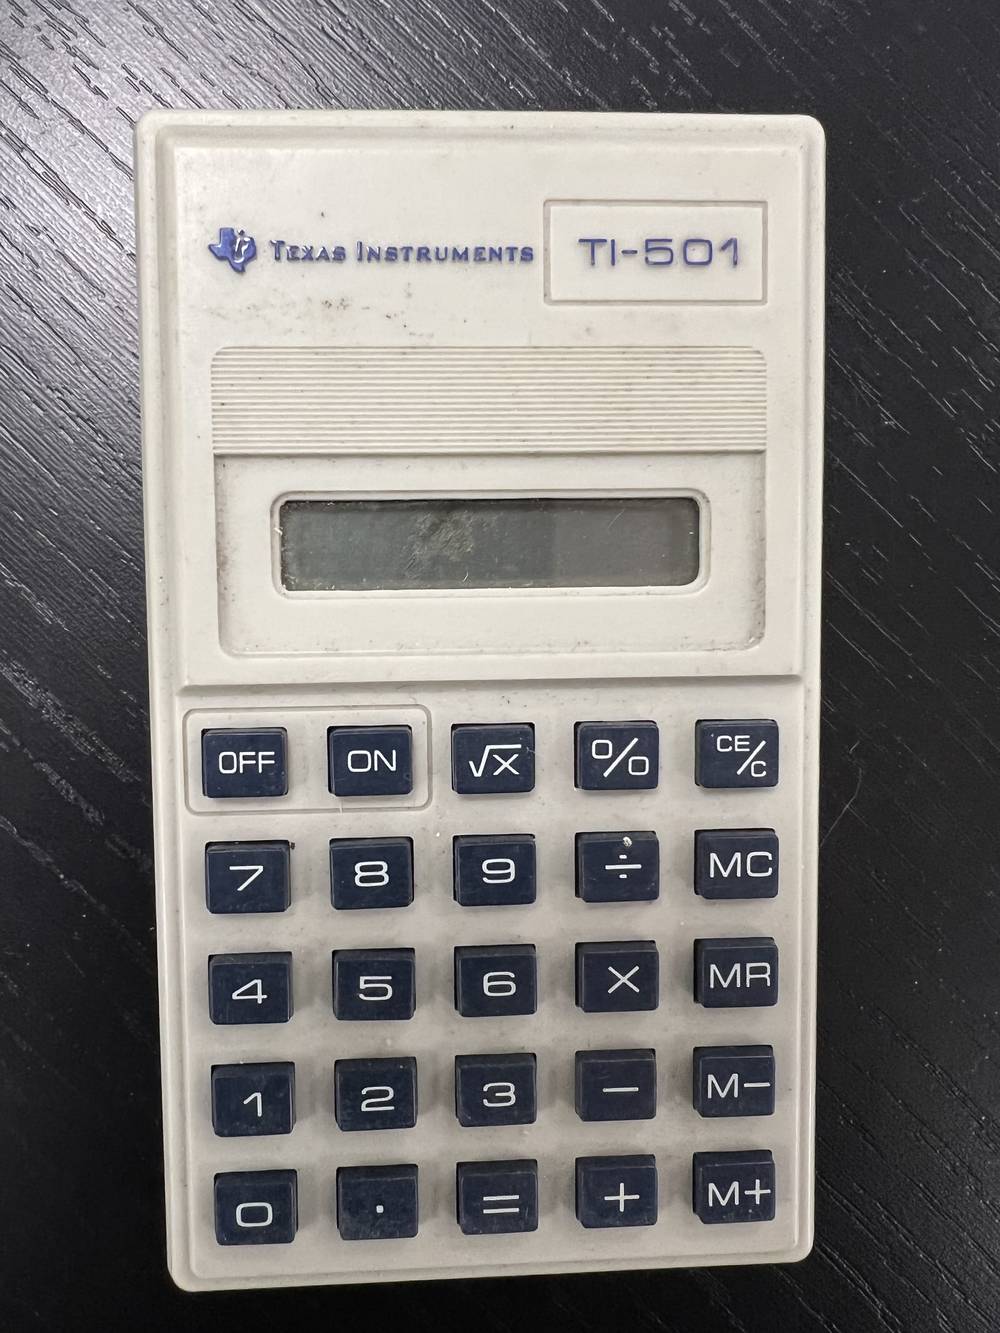 TEXAS INSTRUMENTS TI-501
OFF ON √x % CE/C
7 8 9 ÷ MC
4 5 6 × MR
1 2 3 − M−
0 . = + M+